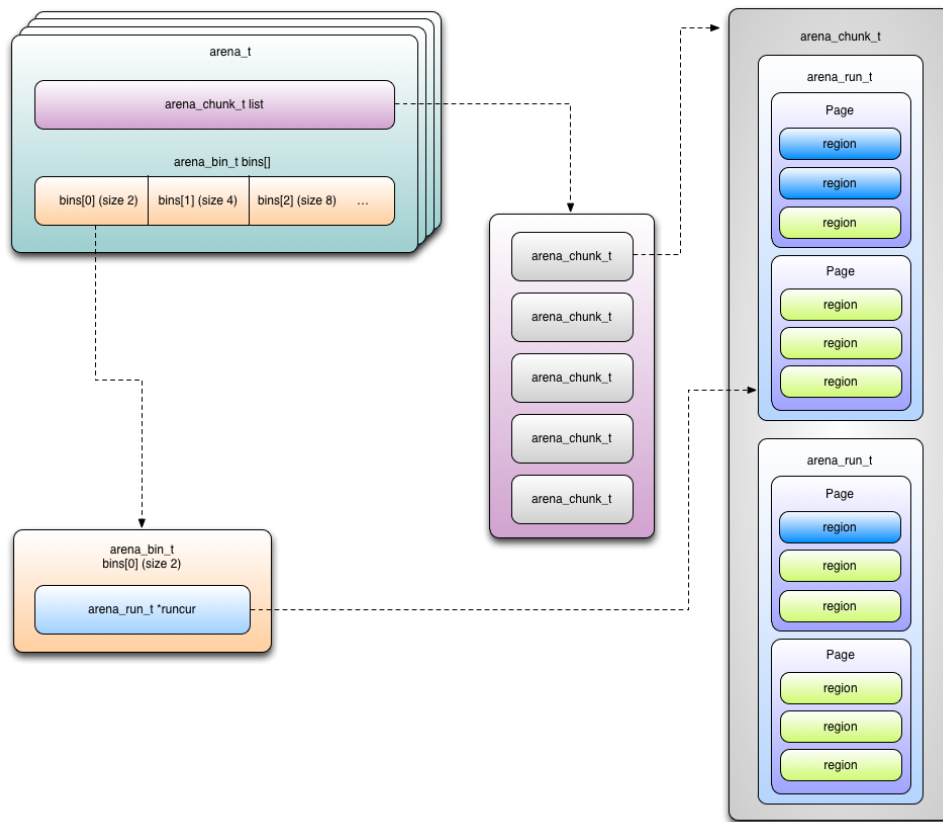 arena_t
arena_chunk_t list
arena_bin_t bins[]
bins[0] (size 2) bins[1] (size 4) bins[2] (size 8) ...
arena_chunk_t
arena_chunk_t
arena_chunk_t
arena_chunk_t
arena_chunk_t
arena_bin_t
bins[0] (size 2)
arena_run_t *runcur
arena_chunk_t
arena_run_t
Page
region
region
region
Page
region
region
region
arena_run_t
Page
region
region
region
Page
region
region
region